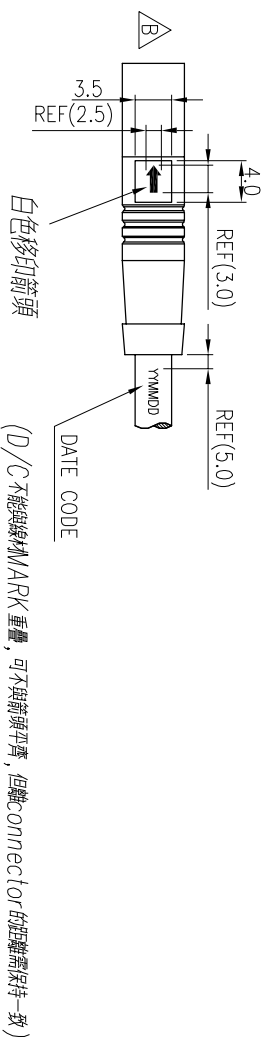 B
3.5
REF(2.5)
4.0
REF(3.0)
REF(5.0)
YYMMDD
DATE CODE
白色移印箭頭
(D/C不能與線材MARK重疊，可不與箭頭平齊，但離connector的距離需保持一致)